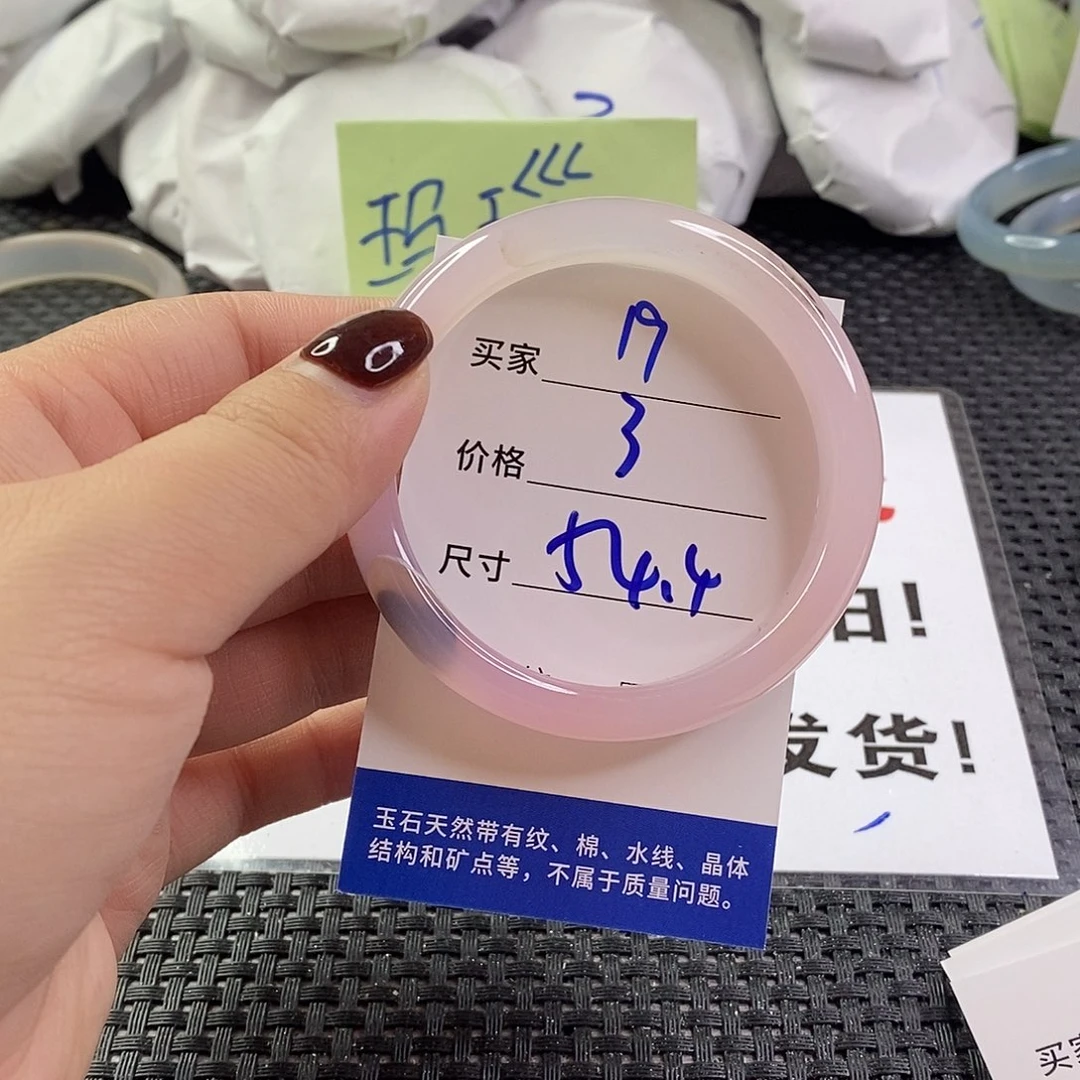 玛
买家 19
价格 3
尺寸 54.4
玉石天然带有纹、棉、水线、晶体
结构和矿点等，不属于质量问题。
!
发货!
买家